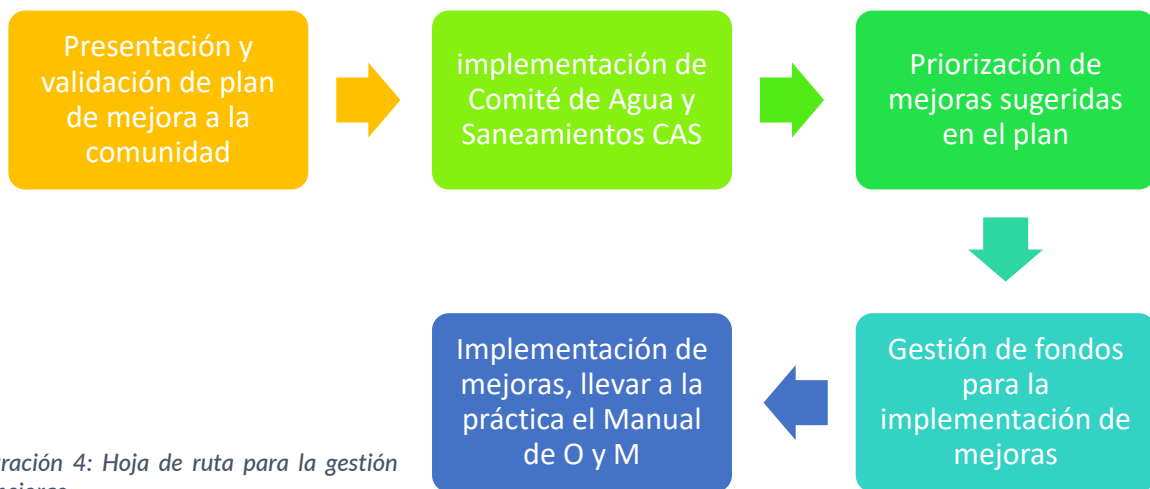 Presentación y
validación de plan
de mejora a la
comunidad
implementación de
Comité de Agua y
Saneamientos CAS
Priorización de
mejoras sugeridas
en el plan
Gestión de fondos
para la
implementación de
mejoras
Implementación de
mejoras, llevar a la
práctica el Manual
de O y M
4: Hoja de ruta para la gestión